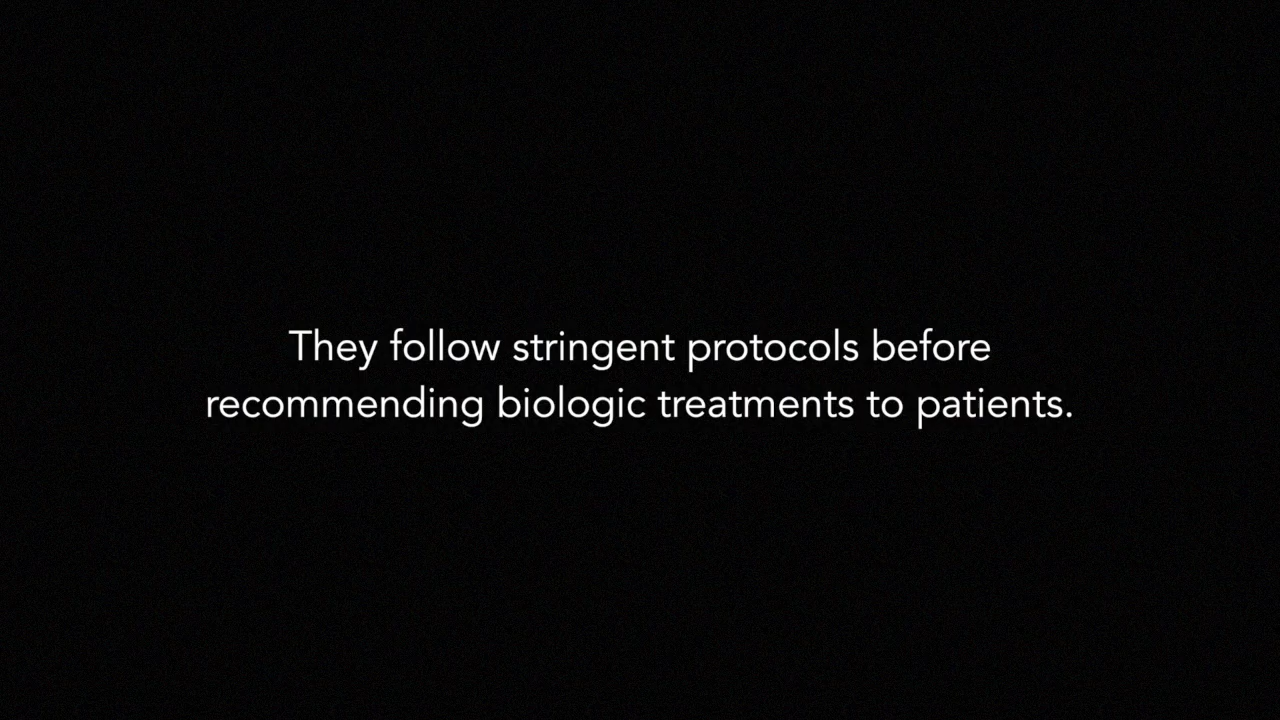 They follow stringent protocols before
recommending biologic treatments to patients.